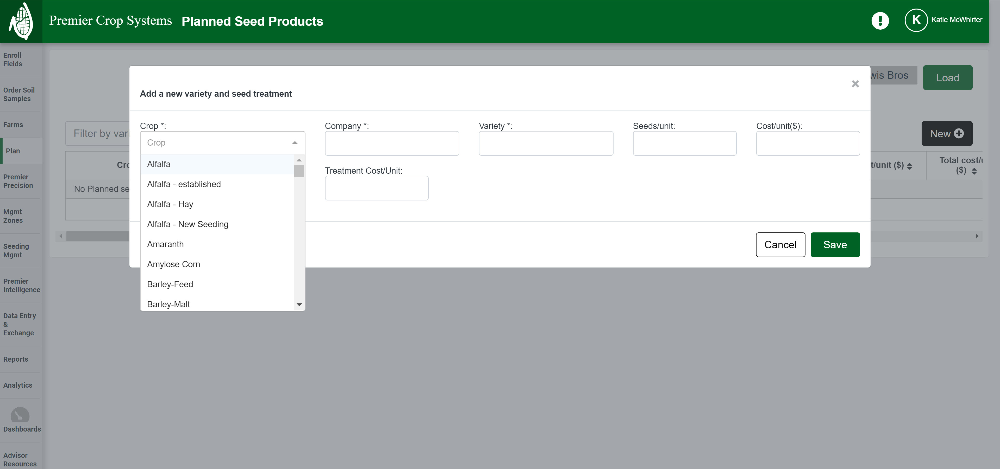 Premier Crop Systems Planned Seed Products
! K Katie McWhirter
Enroll
Fields
Order Soil
Samples
Farms
Plan
Premier
Precision
Mgmt
Zones
Seeding
Mgmt
Premier
Intelligence
Data Entry
&
Exchange
Reports
Analytics
Dashboards
Advisor
Resources
wis Bros Load
Filter by vari
New
Cro
t/unit ($)
Total cost/u
($)
No Planned se
Add a new variety and seed treatment
×
Crop *:
Crop
Company *:
Variety *:
Seeds/unit:
Cost/unit($):
Alfalfa
Alfalfa - established
Alfalfa - Hay
Alfalfa - New Seeding
Amaranth
Amylose Corn
Barley-Feed
Barley-Malt
Treatment Cost/Unit:
Cancel Save